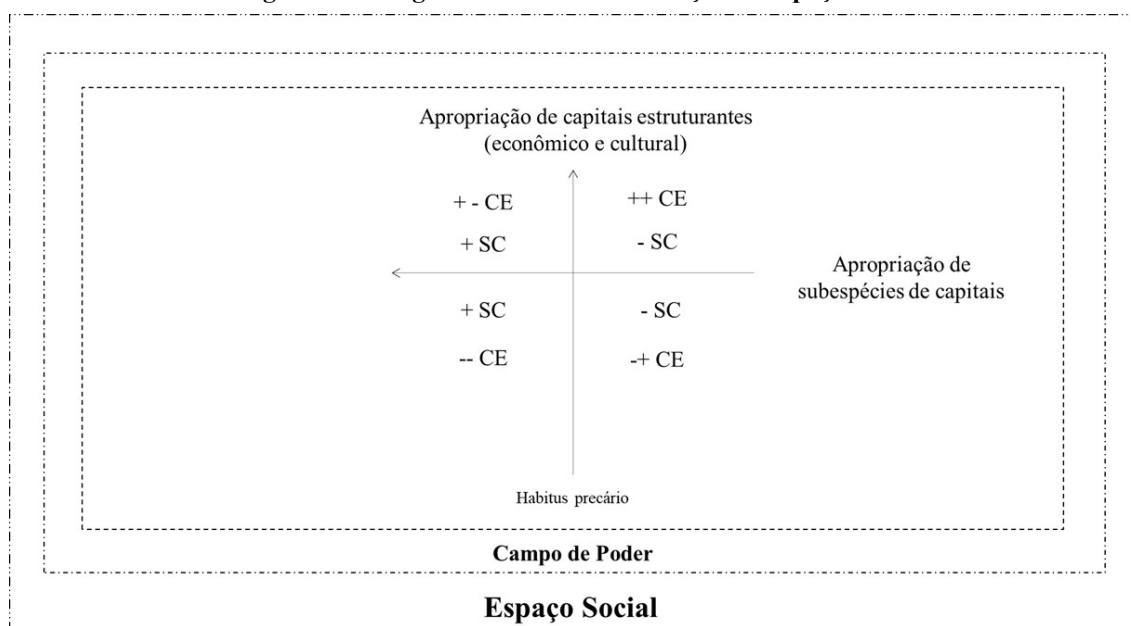 Apropriação de capitais estruturantes
(econômico e cultural)
+ - CE
++ CE
+ SC
- SC
Apropriação de
subespécies de capitais
+ SC
- SC
-- CE
-+ CE
Habitus precário
Campo de Poder
Espaço Social